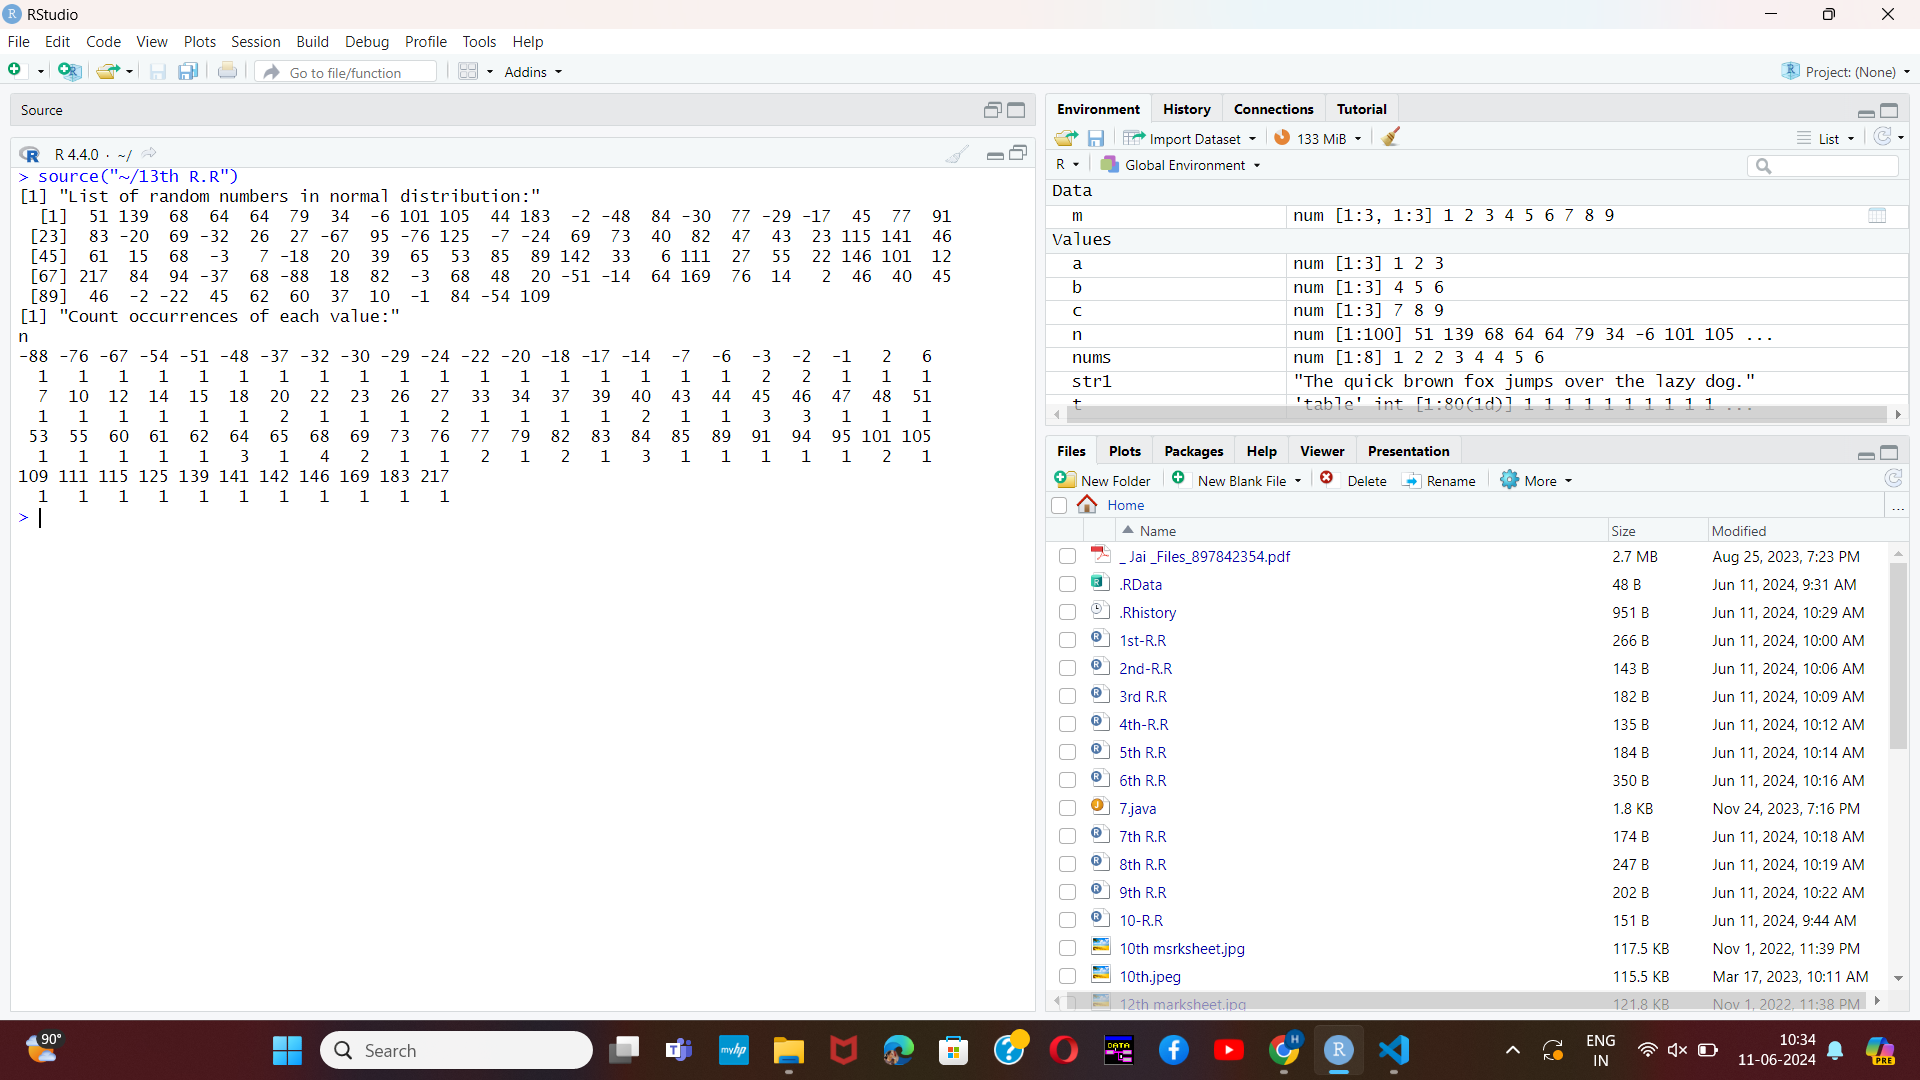 RStudio
File Edit Code View Plots Session Build Debug Profile Tools Help
Go to file/function Addins Project: (None)
Source
R 4.4.0 · ~/
> source("~/13th R.R")
[1] "List of random numbers in normal distribution:"
[1] 51 139 68 64 64 79 34 -6 101 105 44 183 -2 -48 84 -30 77 -29 -17 45 77 91
[23] 83 -20 69 -32 26 27 -67 95 -76 125 -7 -24 69 73 40 82 47 43 23 115 141 46
[45] 61 15 68 -3 7 -18 20 39 65 53 85 89 142 33 6 111 27 55 22 146 101 12
[67] 217 84 94 -37 68 -88 18 82 -3 68 48 20 -51 -14 64 169 76 14 2 46 40 45
[89] 46 -2 -22 45 62 60 37 10 -1 84 -54 109
[1] "Count occurrences of each value:"
n
-88 -76 -67 -54 -51 -48 -37 -32 -30 -29 -24 -22 -20 -18 -17 -14 -7 -6 -3 -2 -1 2 6
1 1 1 1 1 1 1 1 1 1 1 1 1 1 1 1 1 1 2 2 1 1 1
7 10 12 14 15 18 20 22 23 26 27 33 34 37 39 40 43 44 45 46 47 48 51
1 1 1 1 1 1 2 1 1 1 2 1 1 1 1 2 1 1 3 3 1 1 1
53 55 60 61 62 64 65 68 69 73 76 77 79 82 83 84 85 89 91 94 95 101 105
1 1 1 1 1 3 1 4 2 1 1 2 1 2 1 3 1 1 1 1 1 2 1
109 111 115 125 139 141 142 146 169 183 217
1 1 1 1 1 1 1 1 1 1 1
>
Environment History Connections Tutorial
Import Dataset 133 MiB List
R Global Environment
Data
m num [1:3, 1:3] 1 2 3 4 5 6 7 8 9
Values
a num [1:3] 1 2 3
b num [1:3] 4 5 6
c num [1:3] 7 8 9
n num [1:100] 51 139 68 64 64 79 34 -6 101 105 ...
nums num [1:8] 1 2 2 3 4 4 5 6
str1 "The quick brown fox jumps over the lazy dog."
t 'table' int [1:80(1d)] 1 1 1 1 1 1 1 1 1 1 ...
Files Plots Packages Help Viewer Presentation
New Folder New Blank File Delete Rename More
Home ...
Name Size Modified
_ Jai _Files_897842354.pdf 2.7 MB Aug 25, 2023, 7:23 PM
.RData 48 B Jun 11, 2024, 9:31 AM
.Rhistory 951 B Jun 11, 2024, 10:29 AM
1st-R.R 266 B Jun 11, 2024, 10:00 AM
2nd-R.R 143 B Jun 11, 2024, 10:06 AM
3rd R.R 182 B Jun 11, 2024, 10:09 AM
4th-R.R 135 B Jun 11, 2024, 10:12 AM
5th R.R 184 B Jun 11, 2024, 10:14 AM
6th R.R 350 B Jun 11, 2024, 10:16 AM
7.java 1.8 KB Nov 24, 2023, 7:16 PM
7th R.R 174 B Jun 11, 2024, 10:18 AM
8th R.R 247 B Jun 11, 2024, 10:19 AM
9th R.R 202 B Jun 11, 2024, 10:22 AM
10-R.R 151 B Jun 11, 2024, 9:44 AM
10th msrksheet.jpg 117.5 KB Nov 1, 2022, 11:39 PM
10th.jpeg 115.5 KB Mar 17, 2023, 10:11 AM
12th marksheet.jpg 121.8 KB Nov 1, 2022, 11:38 PM
90° Search myhp DATA H R ENG 10:34
IN 11-06-2024 PRE